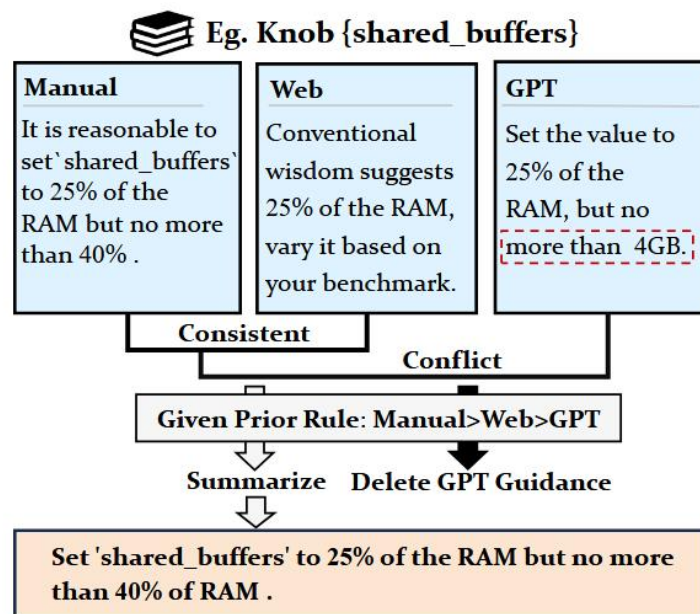 Eg. Knob {shared_buffers}
Manual
It is reasonable to
set`shared_buffers`
to 25% of the
RAM but no more
than 40% .
Web
Conventional
wisdom suggests
25% of the RAM,
vary it based on
your benchmark.
GPT
Set the value to
25% of the
RAM, but no
more than 4GB.
Consistent
Conflict
Given Prior Rule: Manual>Web>GPT
Summarize
Delete GPT Guidance
Set 'shared_buffers' to 25% of the RAM but no more
than 40% of RAM .